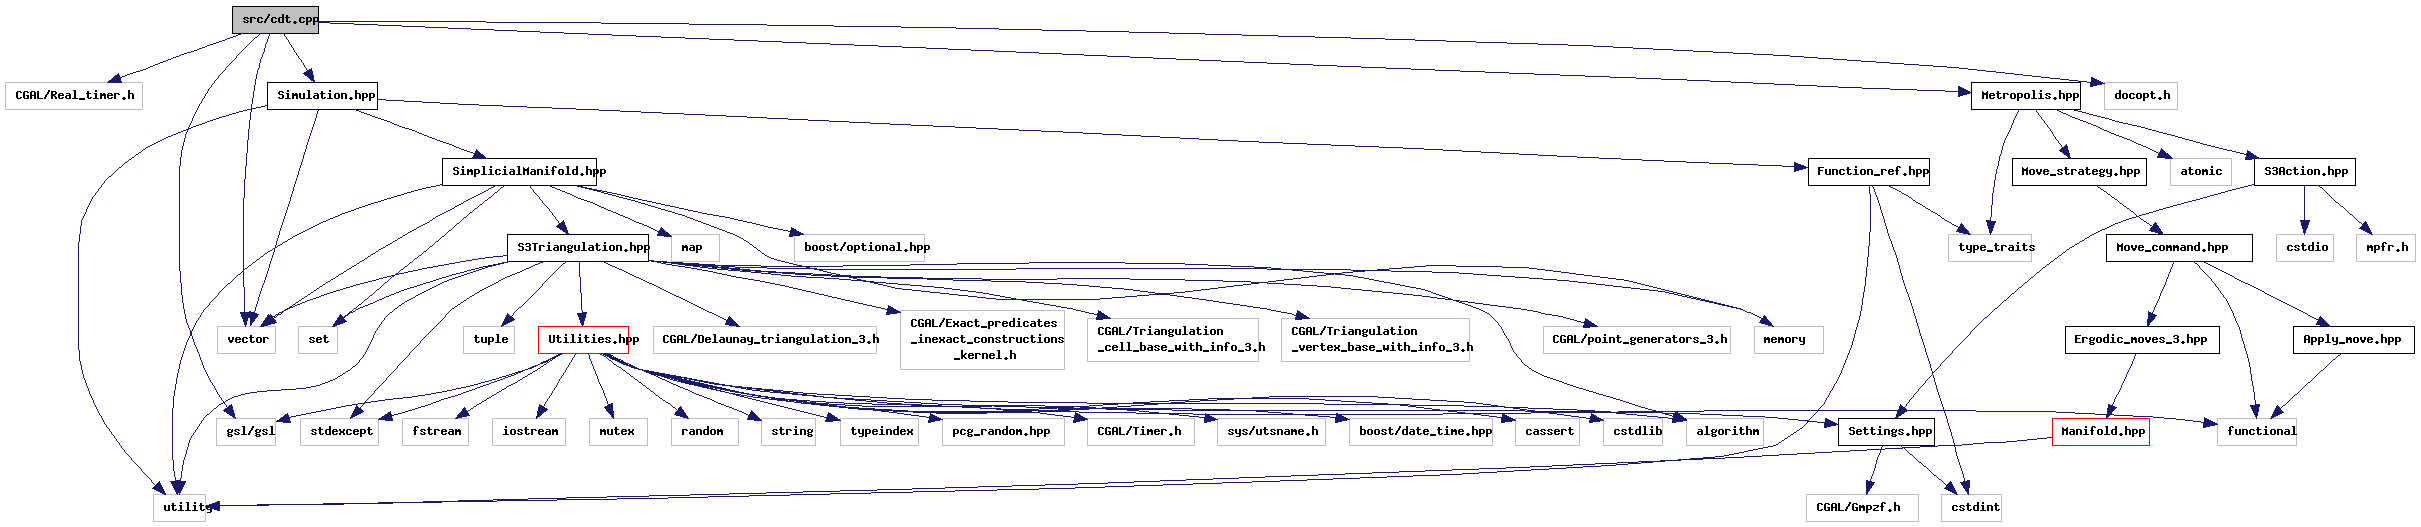 src/cdt.cpp
CGAL/Real_timer.h
Simulation.hpp
Metropolis.hpp
docopt.h
SimplicialManifold.hpp
Function_ref.hpp
Move_strategy.hpp
atomic
S3Action.hpp
S3Triangulation.hpp
map
boost/optional.hpp
type_traits
Move_command.hpp
cstdio
mpfr.h
vector
set
tuple
Utilities.hpp
CGAL/Delaunay_triangulation_3.h
CGAL/Exact_predicates
_inexact_constructions
_kernel.h
CGAL/Triangulation
_cell_base_with_info_3.h
CGAL/Triangulation
_vertex_base_with_info_3.h
CGAL/point_generators_3.h
memory
Ergodic_moves_3.hpp
Apply_move.hpp
gsl/gsl
stdexcept
fstream
iostream
mutex
random
string
typeindex
pcg_random.hpp
CGAL/Timer.h
sys/utsname.h
boost/date_time.hpp
cassert
cstdlib
algorithm
Settings.hpp
Manifold.hpp
functional
utility
CGAL/Gmpzf.h
cstdint